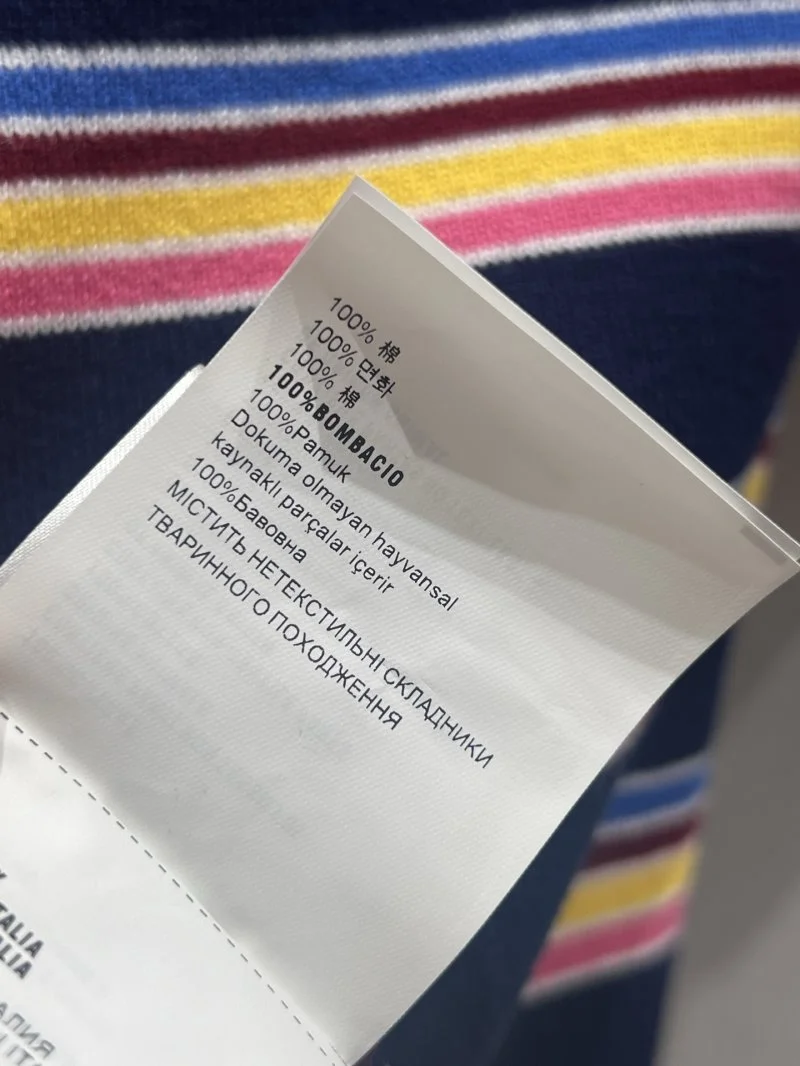 100% 棉
100% 면화
100% 棉
100%BOMBACIO
100%Pamuk
Dokuma olmayan hayvansal
kaynaklı parçalar içerir
100%Бавовна
МІСТИТЬ НЕТЕКСТИЛЬНІ СКЛАДНИКИ
ТВАРИННОГО ПОХОДЖЕННЯ